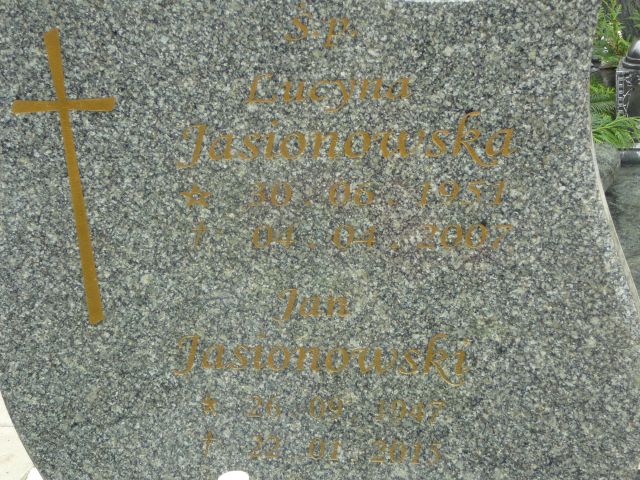 ś.p.
Lucyna
Jasionowska
☆ 30.06.1951
† 04.04.2007
Jan
Jasionowski
★ 26 09 1947
† 22 01 2015